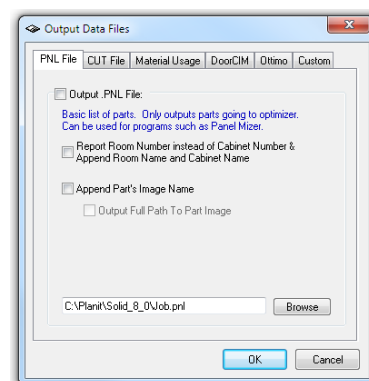 Output Data Files
PNL File CUT File Material Usage DoorCIM Ottimo Custom
Output .PNL File:
Basic list of parts. Only outputs parts going to optimizer.
Can be used for programs such as Panel Mizer.
Report Room Number instead of Cabinet Number &
Append Room Name and Cabinet Name
Append Part's Image Name
Output Full Path To Part Image
C:\Planit\Solid_8_0\Job.pnl Browse
OK Cancel